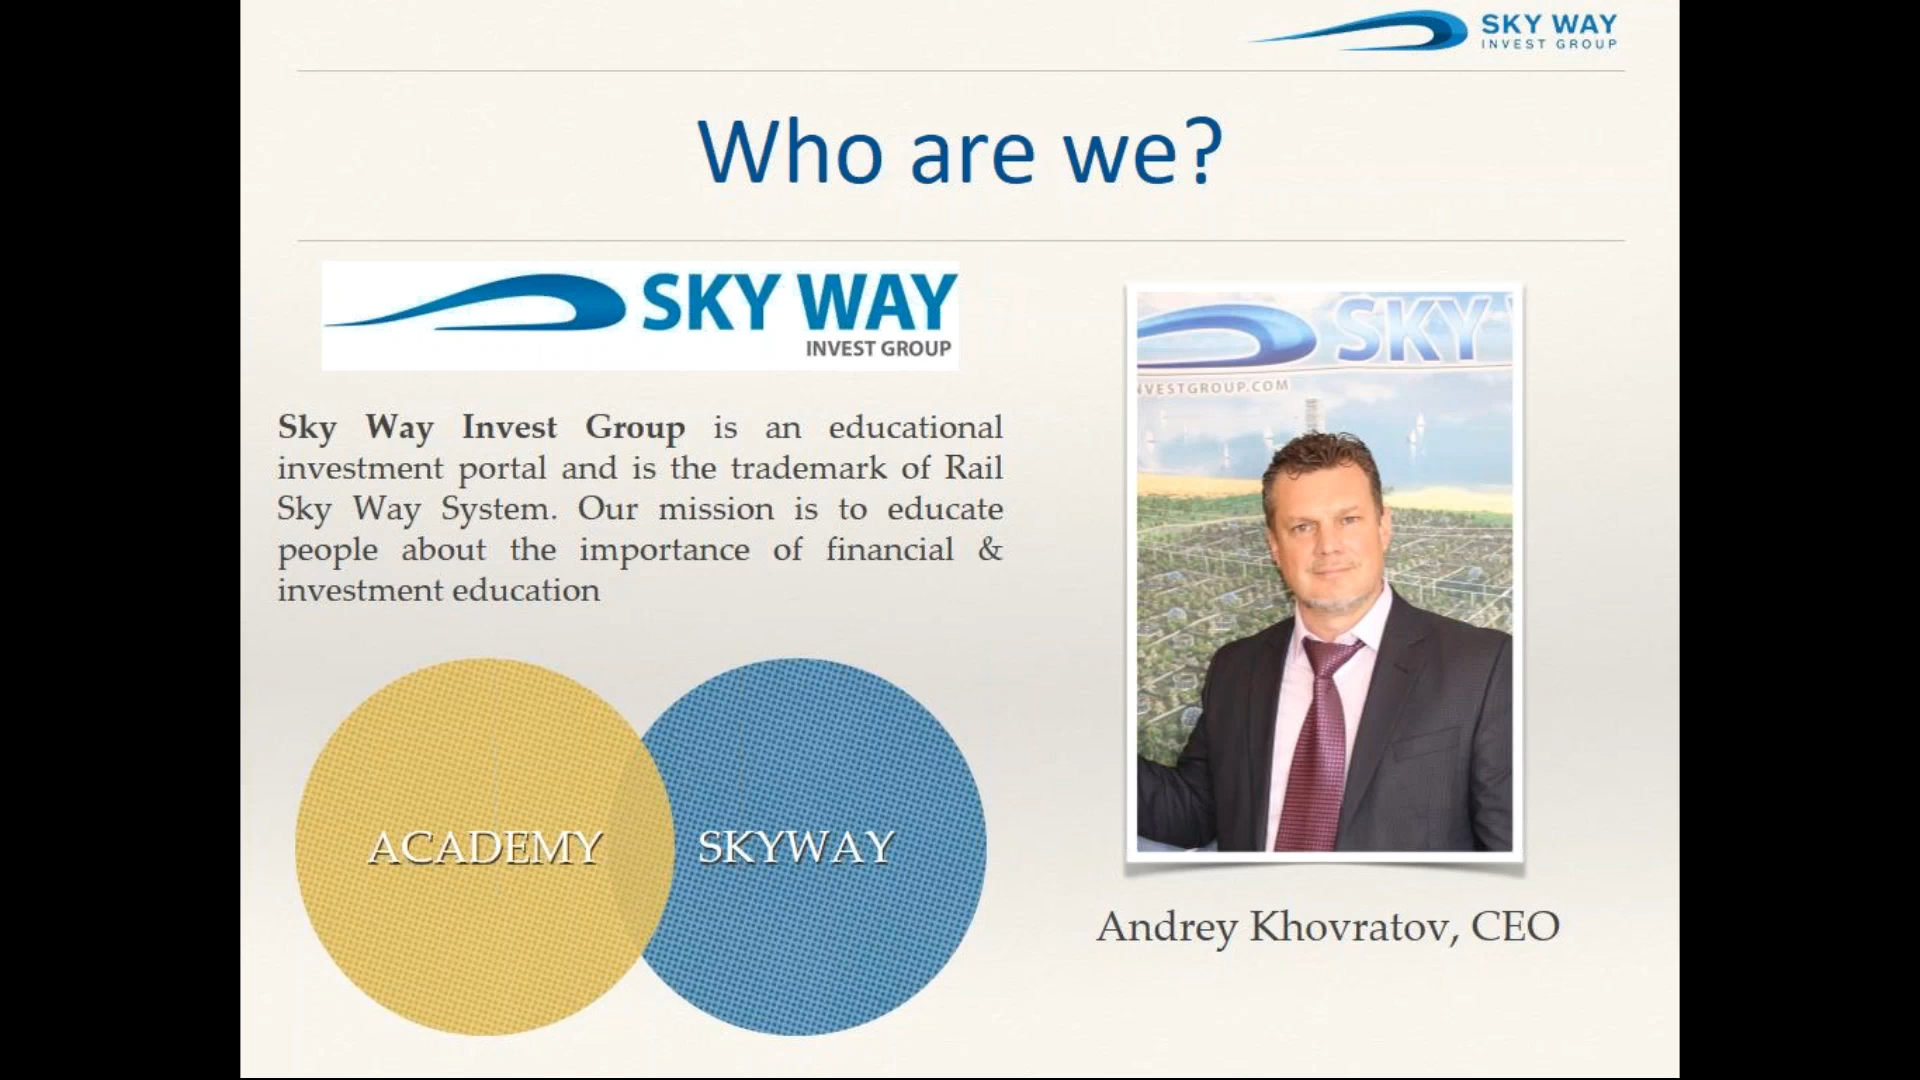 SKY WAY
INVEST GROUP
Who are we?
SKY WAY
INVEST GROUP
Sky Way Invest Group is an educational
investment portal and is the trademark of Rail
Sky Way System. Our mission is to educate
people about the importance of financial &
investment education
ACADEMY
SKYWAY
SKY
VESTGROUP.COM
Andrey Khovratov, CEO